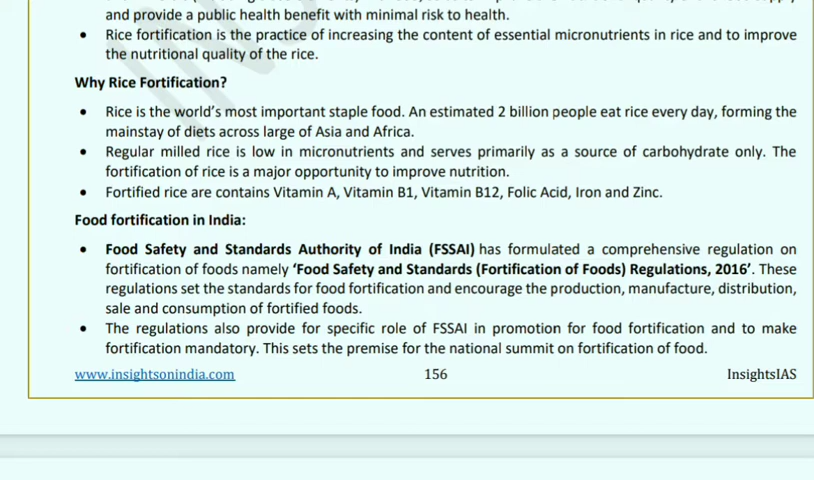 and provide a public health benefit with minimal risk to health.
• Rice fortification is the practice of increasing the content of essential micronutrients in rice and to improve
the nutritional quality of the rice.
Why Rice Fortification?
• Rice is the world's most important staple food. An estimated 2 billion people eat rice every day, forming the
mainstay of diets across large of Asia and Africa.
• Regular milled rice is low in micronutrients and serves primarily as a source of carbohydrate only. The
fortification of rice is a major opportunity to improve nutrition.
• Fortified rice are contains Vitamin A, Vitamin B1, Vitamin B12, Folic Acid, Iron and Zinc.
Food fortification in India:
• Food Safety and Standards Authority of India (FSSAI) has formulated a comprehensive regulation on
fortification of foods namely 'Food Safety and Standards (Fortification of Foods) Regulations, 2016'. These
regulations set the standards for food fortification and encourage the production, manufacture, distribution,
sale and consumption of fortified foods.
• The regulations also provide for specific role of FSSAI in promotion for food fortification and to make
fortification mandatory. This sets the premise for the national summit on fortification of food.
www.insightsonindia.com 156 InsightsIAS